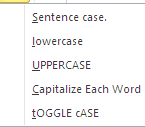 Sentence case.
lowercase
UPPERCASE
Capitalize Each Word
tOGGLE cASE